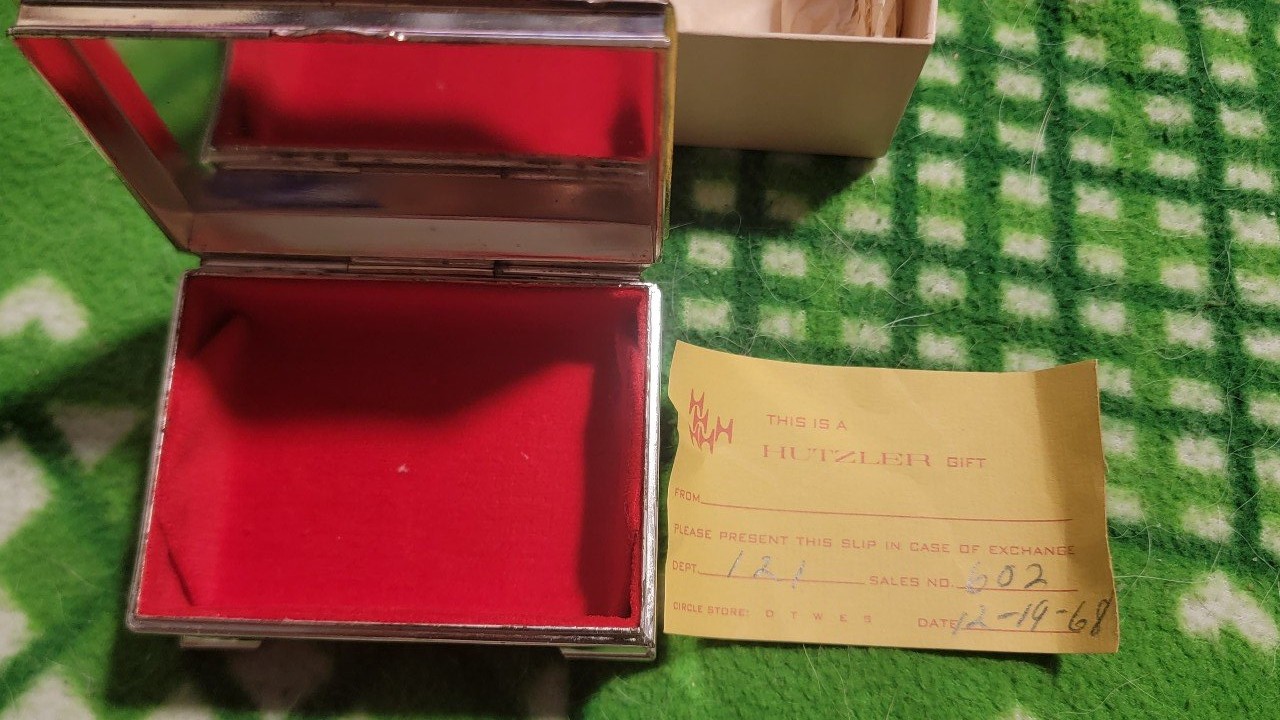 THIS IS A
HUTZLER GIFT
FROM
PLEASE PRESENT THIS SLIP IN CASE OF EXCHANGE
DEPT. 121 SALES NO. 602
CIRCLE STORE: D T W E S DATE 12-19-68